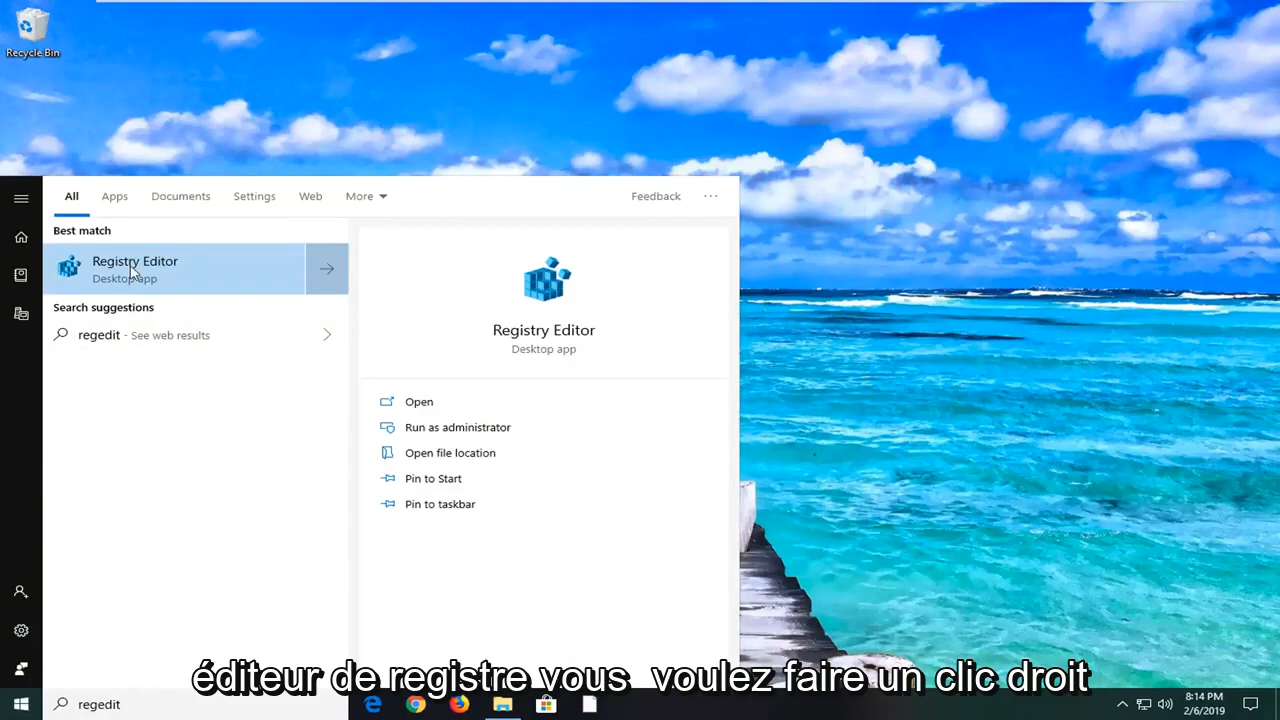 Recycle Bin
All Apps Documents Settings Web More Feedback ...
Best match
Registry Editor
Desktop app
Search suggestions
regedit - See web results
Registry Editor
Desktop app
Open
Run as administrator
Open file location
Pin to Start
Pin to taskbar
éditeur de registre vous voulez faire un clic droit
regedit
8:14 PM
2/6/2019